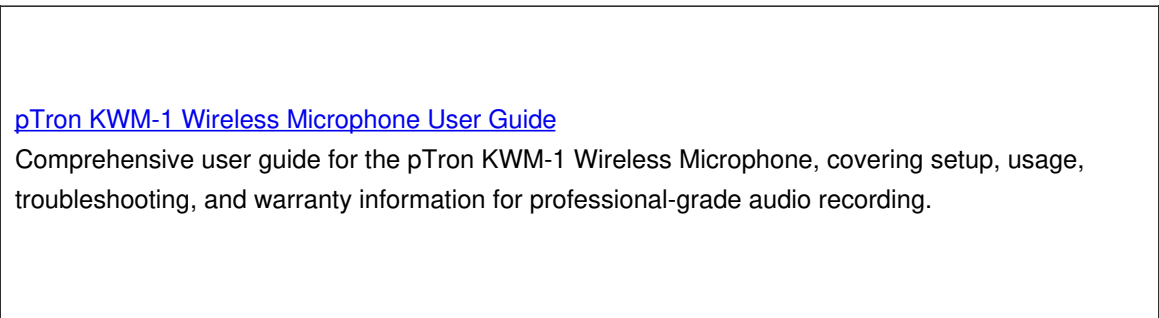 pTron KWM-1 Wireless Microphone User Guide
Comprehensive user guide for the pTron KWM-1 Wireless Microphone, covering setup, usage,
troubleshooting, and warranty information for professional-grade audio recording.